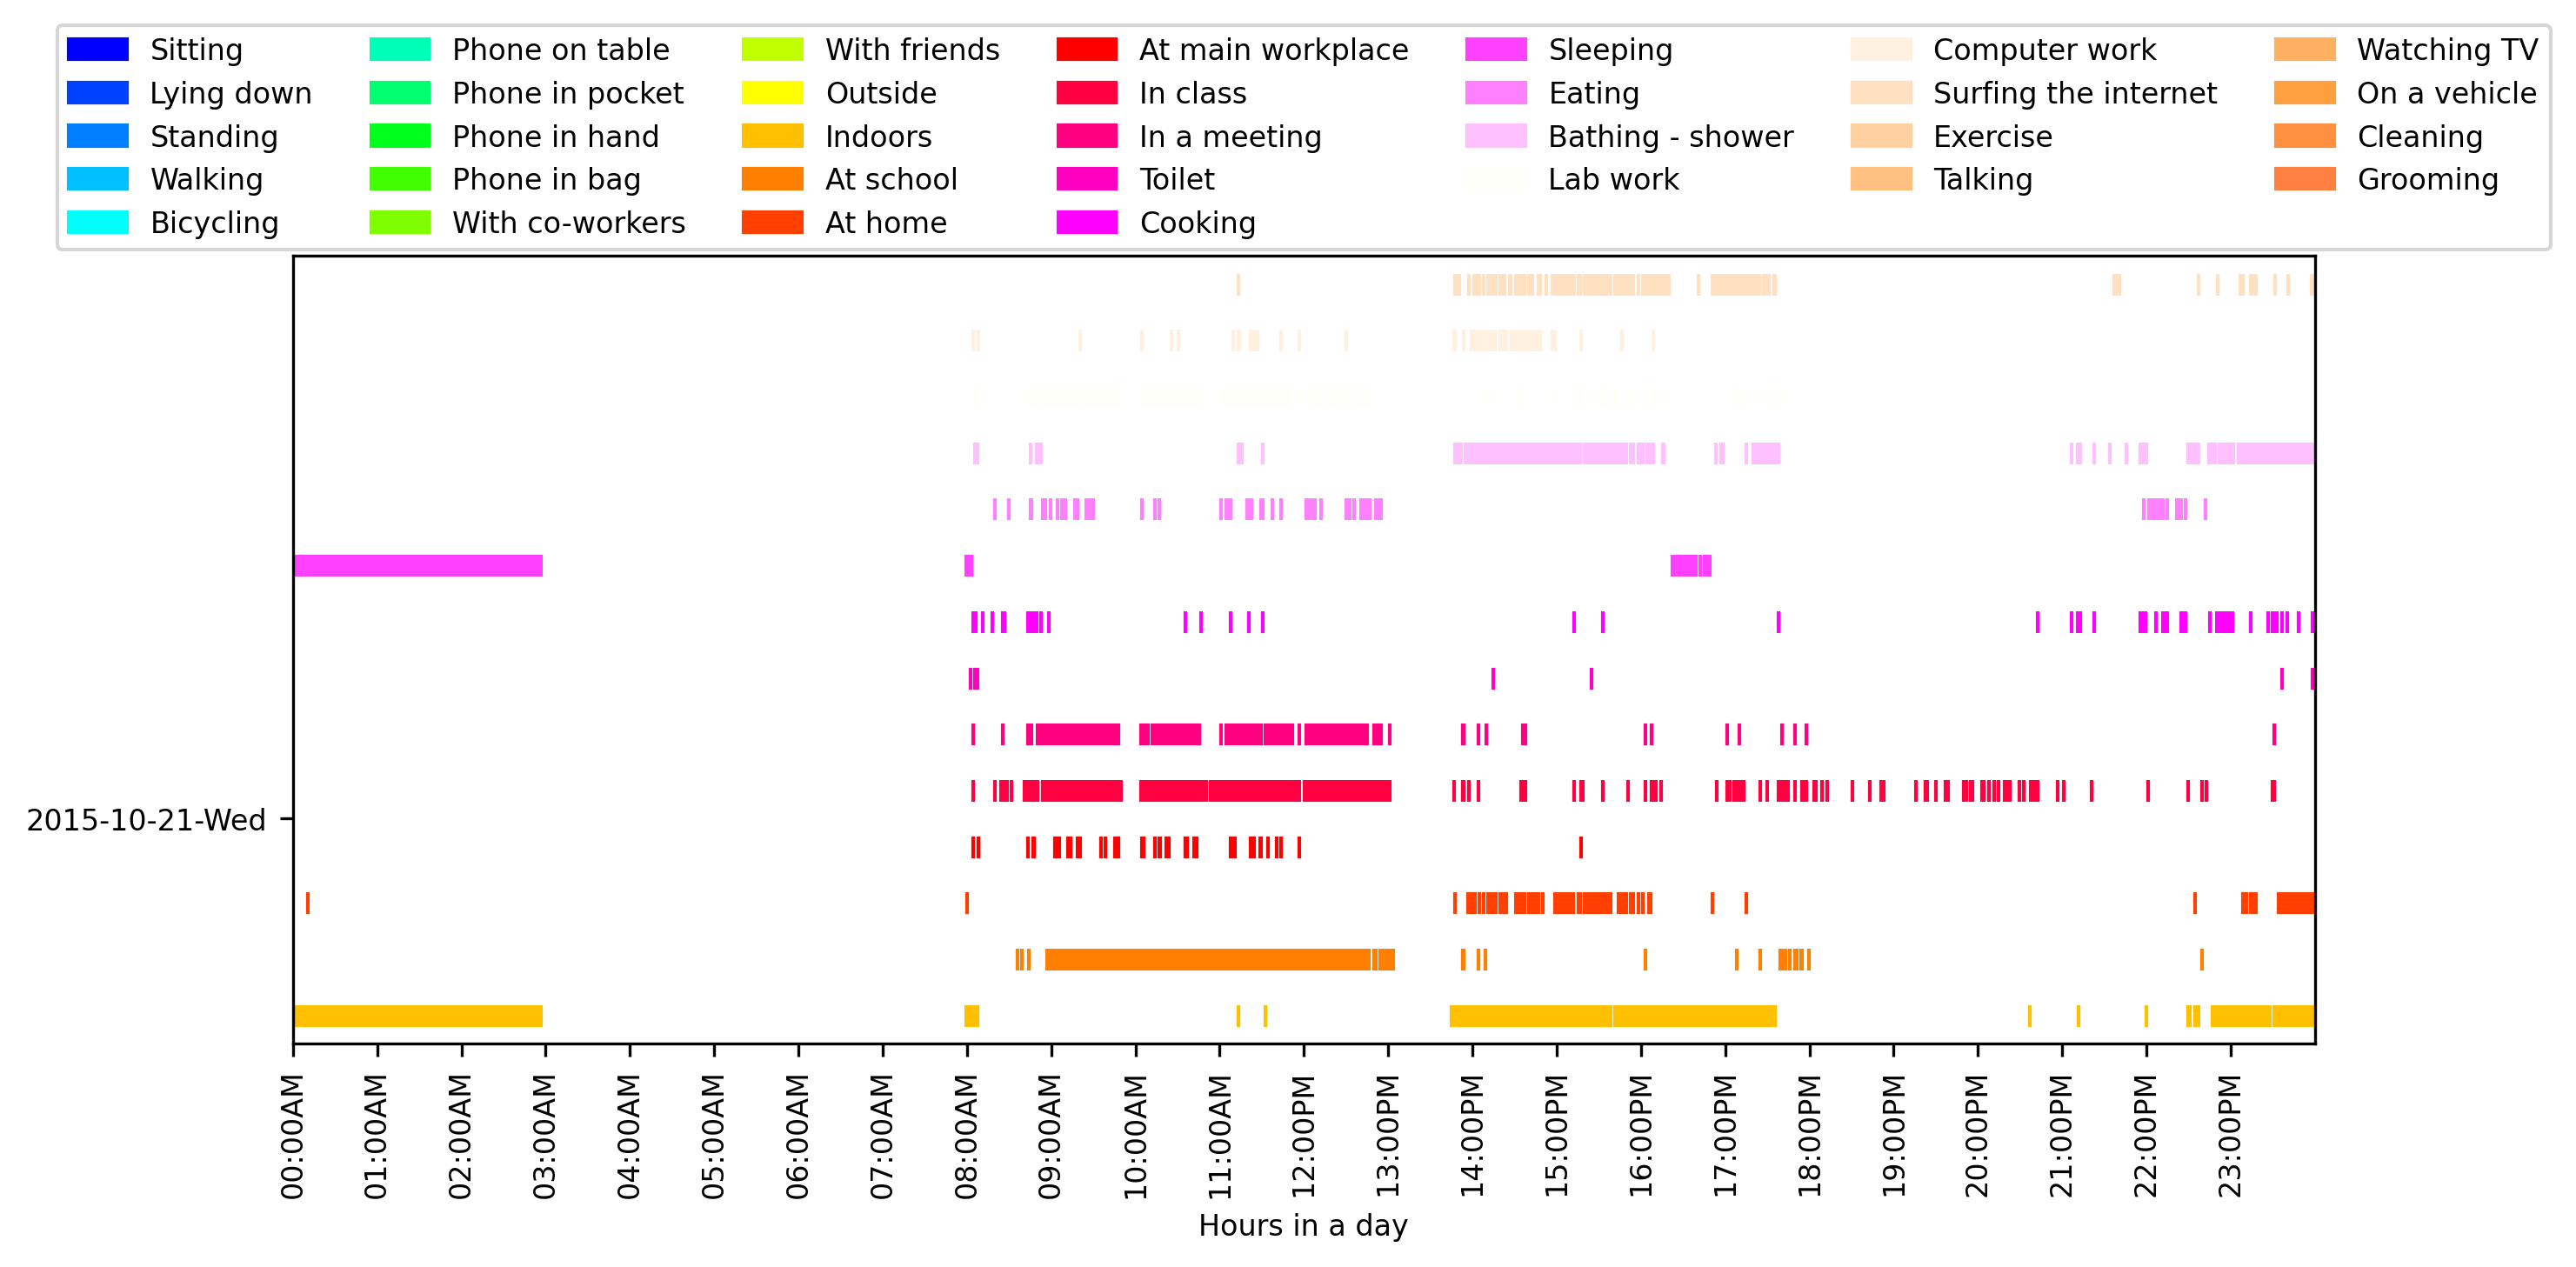 Sitting
Lying down
Standing
Walking
Bicycling
Phone on table
Phone in pocket
Phone in hand
Phone in bag
With co-workers
With friends
Outside
Indoors
At school
At home
At main workplace
In class
In a meeting
Toilet
Cooking
Sleeping
Eating
Bathing - shower
Lab work
Computer work
Surfing the internet
Exercise
Talking
Watching TV
On a vehicle
Cleaning
Grooming
2015-10-21-Wed
00:00AM
01:00AM
02:00AM
03:00AM
04:00AM
05:00AM
06:00AM
07:00AM
08:00AM
09:00AM
10:00AM
11:00AM
12:00PM
13:00PM
14:00PM
15:00PM
16:00PM
17:00PM
18:00PM
19:00PM
20:00PM
21:00PM
22:00PM
23:00PM
Hours in a day